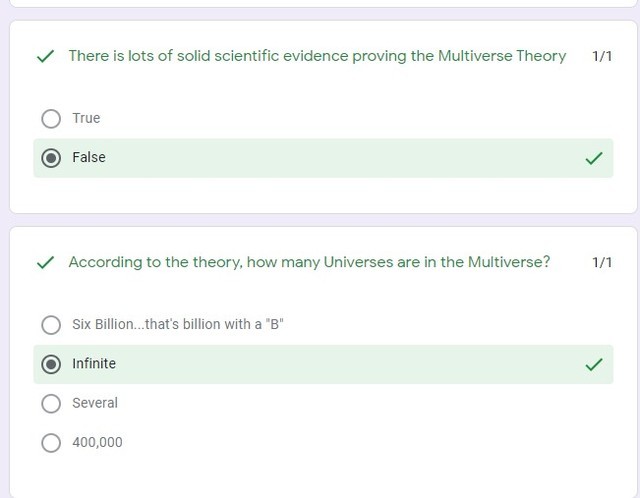 There is lots of solid scientific evidence proving the Multiverse Theory 1/1
True
False
According to the theory, how many Universes are in the Multiverse? 1/1
Six Billion...that's billion with a "B"
Infinite
Several
400,000